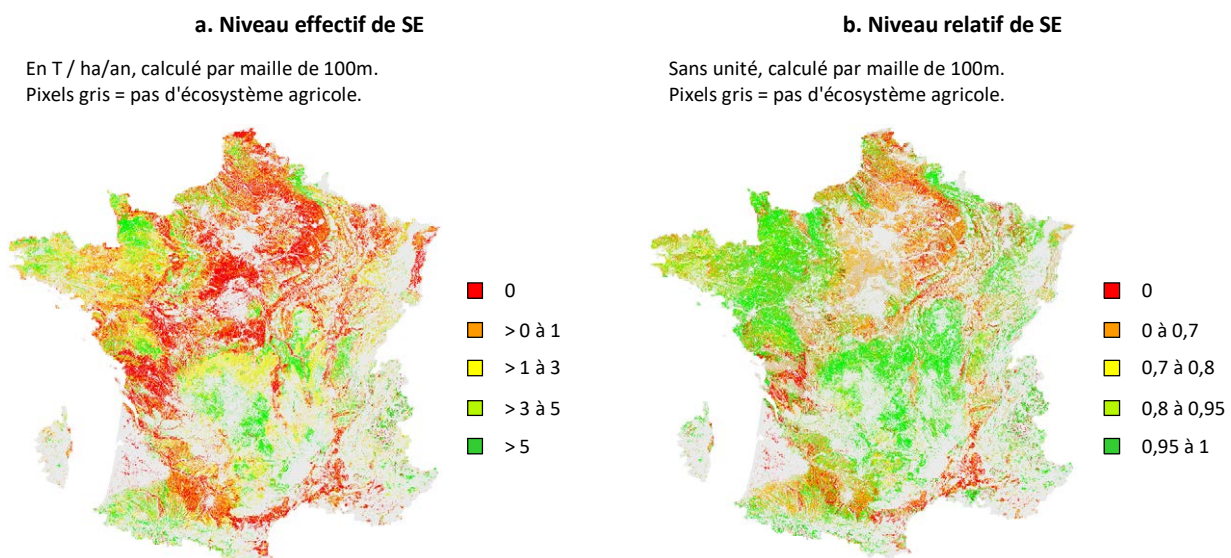 a. Niveau effectif de SE
En T / ha/an, calculé par maille de 100m.
Pixels gris = pas d'écosystème agricole.
0
> 0 à 1
> 1 à 3
> 3 à 5
> 5
b. Niveau relatif de SE
Sans unité, calculé par maille de 100m.
Pixels gris = pas d'écosystème agricole.
0
0 à 0,7
0,7 à 0,8
0,8 à 0,95
0,95 à 1